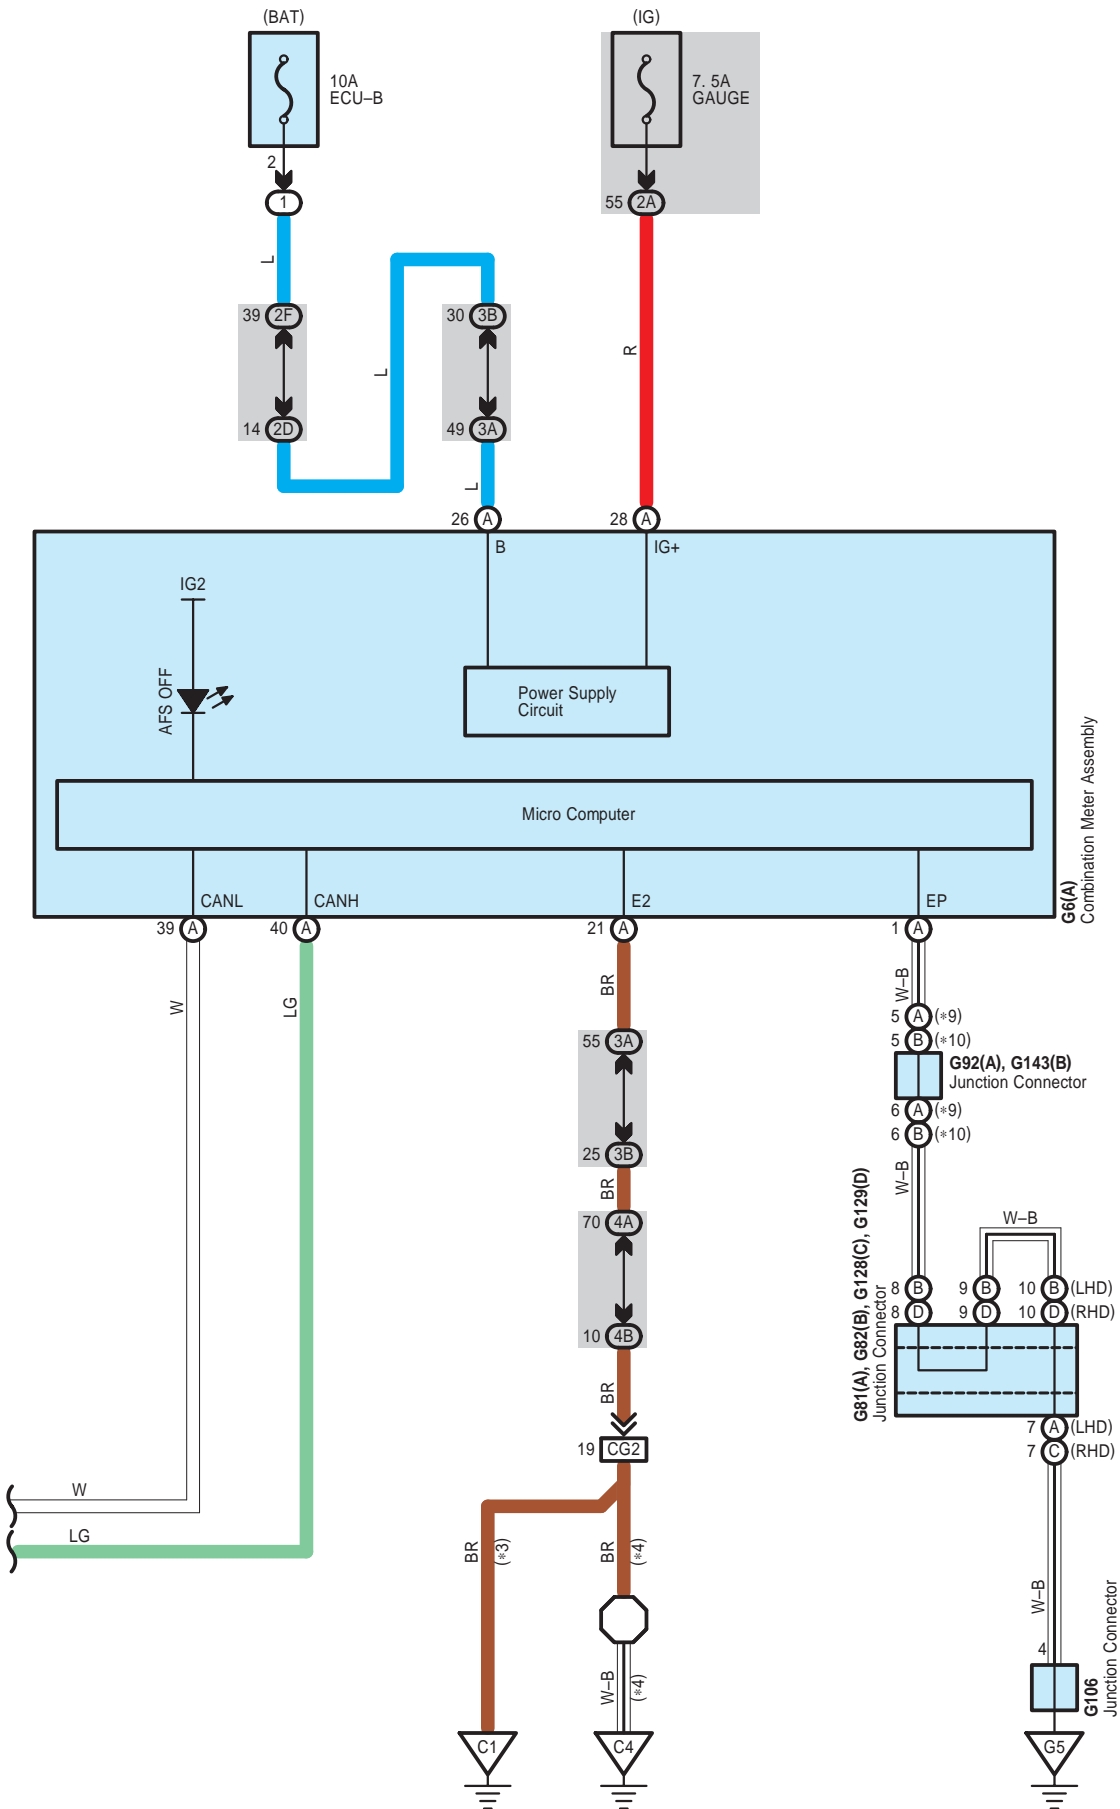 (BAT)
(IG)
10A
ECU–B
7. 5A
GAUGE
2
1
55 2A
L
39 2F
30 3B
L
R
14 2D
49 3A
L
26 A
28 A
B
IG+
IG2
AFS OFF
Power Supply
Circuit
Micro Computer
G6(A)
Combination Meter Assembly
CANL
CANH
E2
EP
39 A
40 A
21 A
1 A
W
LG
BR
W–B
5 A (*9)
5 B (*10)
G92(A), G143(B)
Junction Connector
6 A (*9)
6 B (*10)
55 3A
25 3B
BR
W–B
70 4A
10 4B
W–B
G81(A), G82(B), G128(C), G129(D)
Junction Connector
8 B
9 B
10 B (LHD)
8 D
9 D
10 D (RHD)
BR
7 A (LHD)
7 C (RHD)
19 CG2
W
LG
BR
(*3)
BR
(*4)
W–B
4
G106
Junction Connector
W–B
(*4)
C1
C4
G5